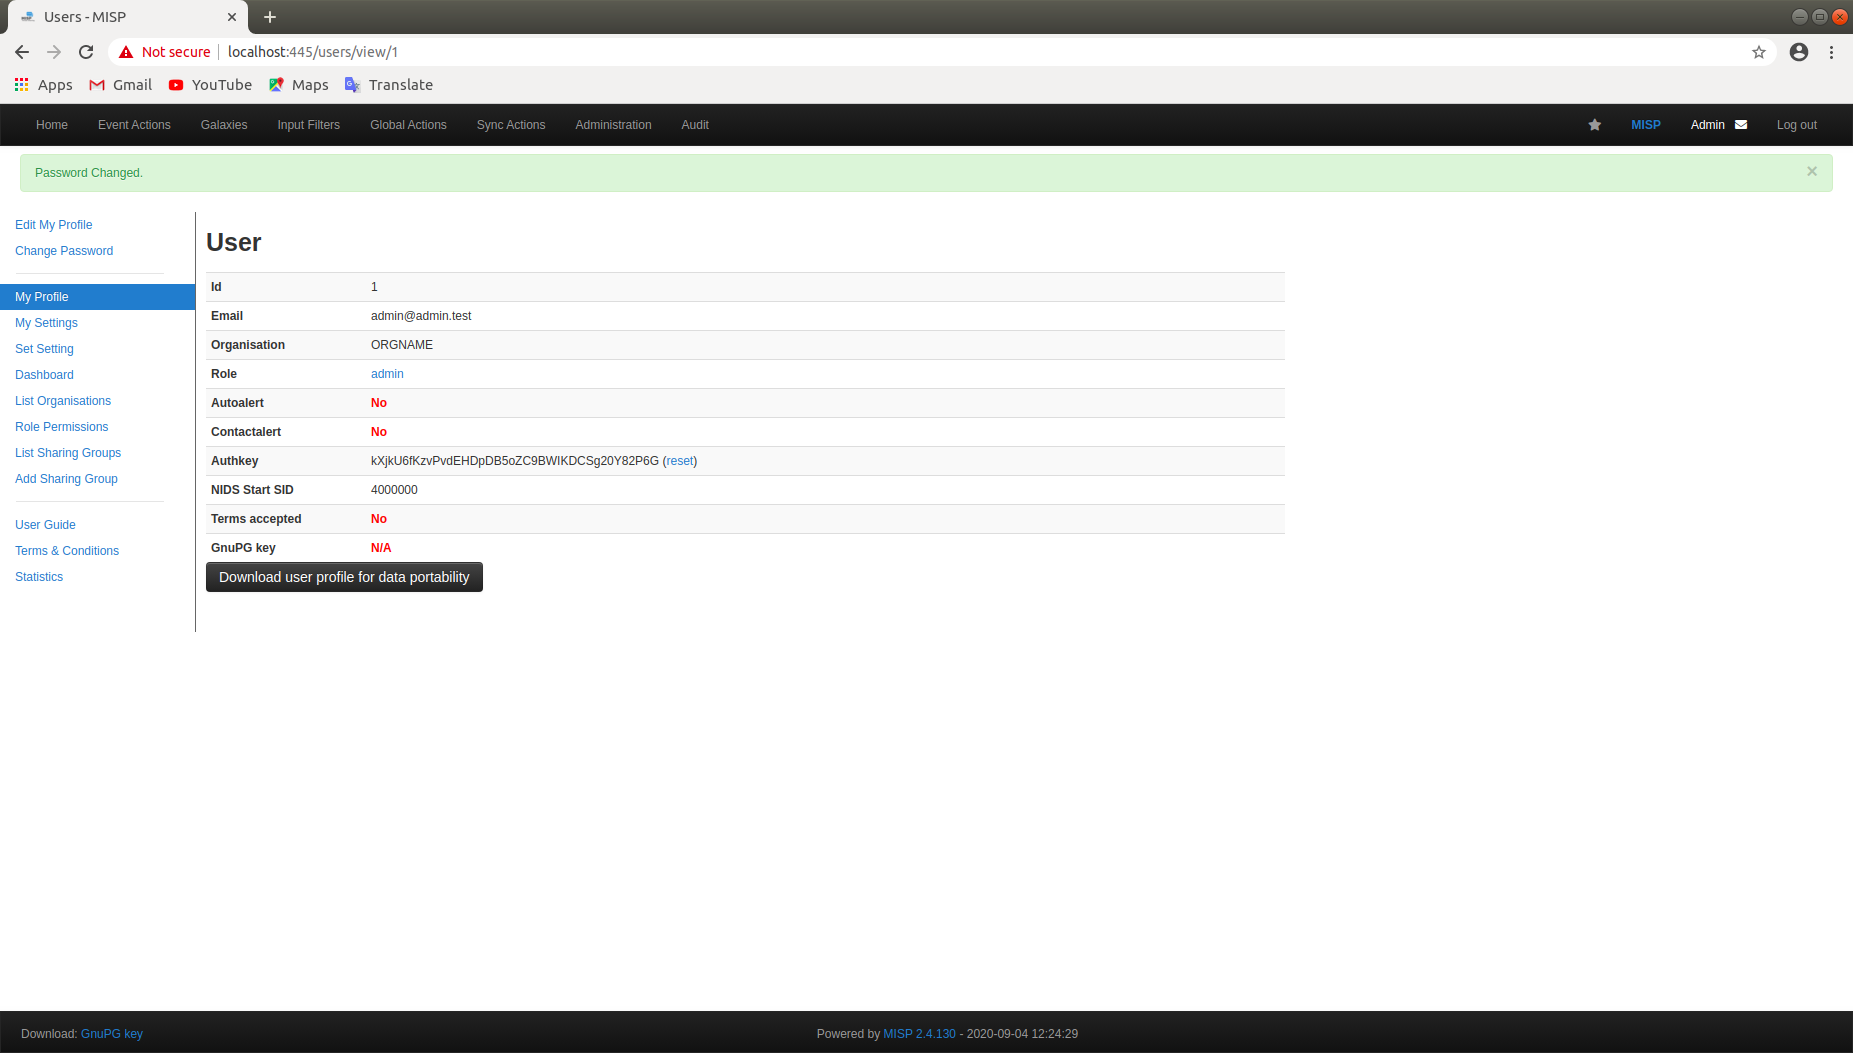 Users - MISP
Not secure localhost:445/users/view/1
Apps Gmail YouTube Maps Translate
Home Event Actions Galaxies Input Filters Global Actions Sync Actions Administration Audit MISP Admin Log out
Password Changed. ×
Edit My Profile
Change Password
My Profile
My Settings
Set Setting
Dashboard
List Organisations
Role Permissions
List Sharing Groups
Add Sharing Group
User Guide
Terms & Conditions
Statistics
User
Id 1
Email admin@admin.test
Organisation ORGNAME
Role admin
Autoalert No
Contactalert No
Authkey kXjkU6fKzvPvdEHDpDB5oZC9BWIKDCSg20Y82P6G (reset)
NIDS Start SID 4000000
Terms accepted No
GnuPG key N/A
Download user profile for data portability
Download: GnuPG key Powered by MISP 2.4.130 - 2020-09-04 12:24:29